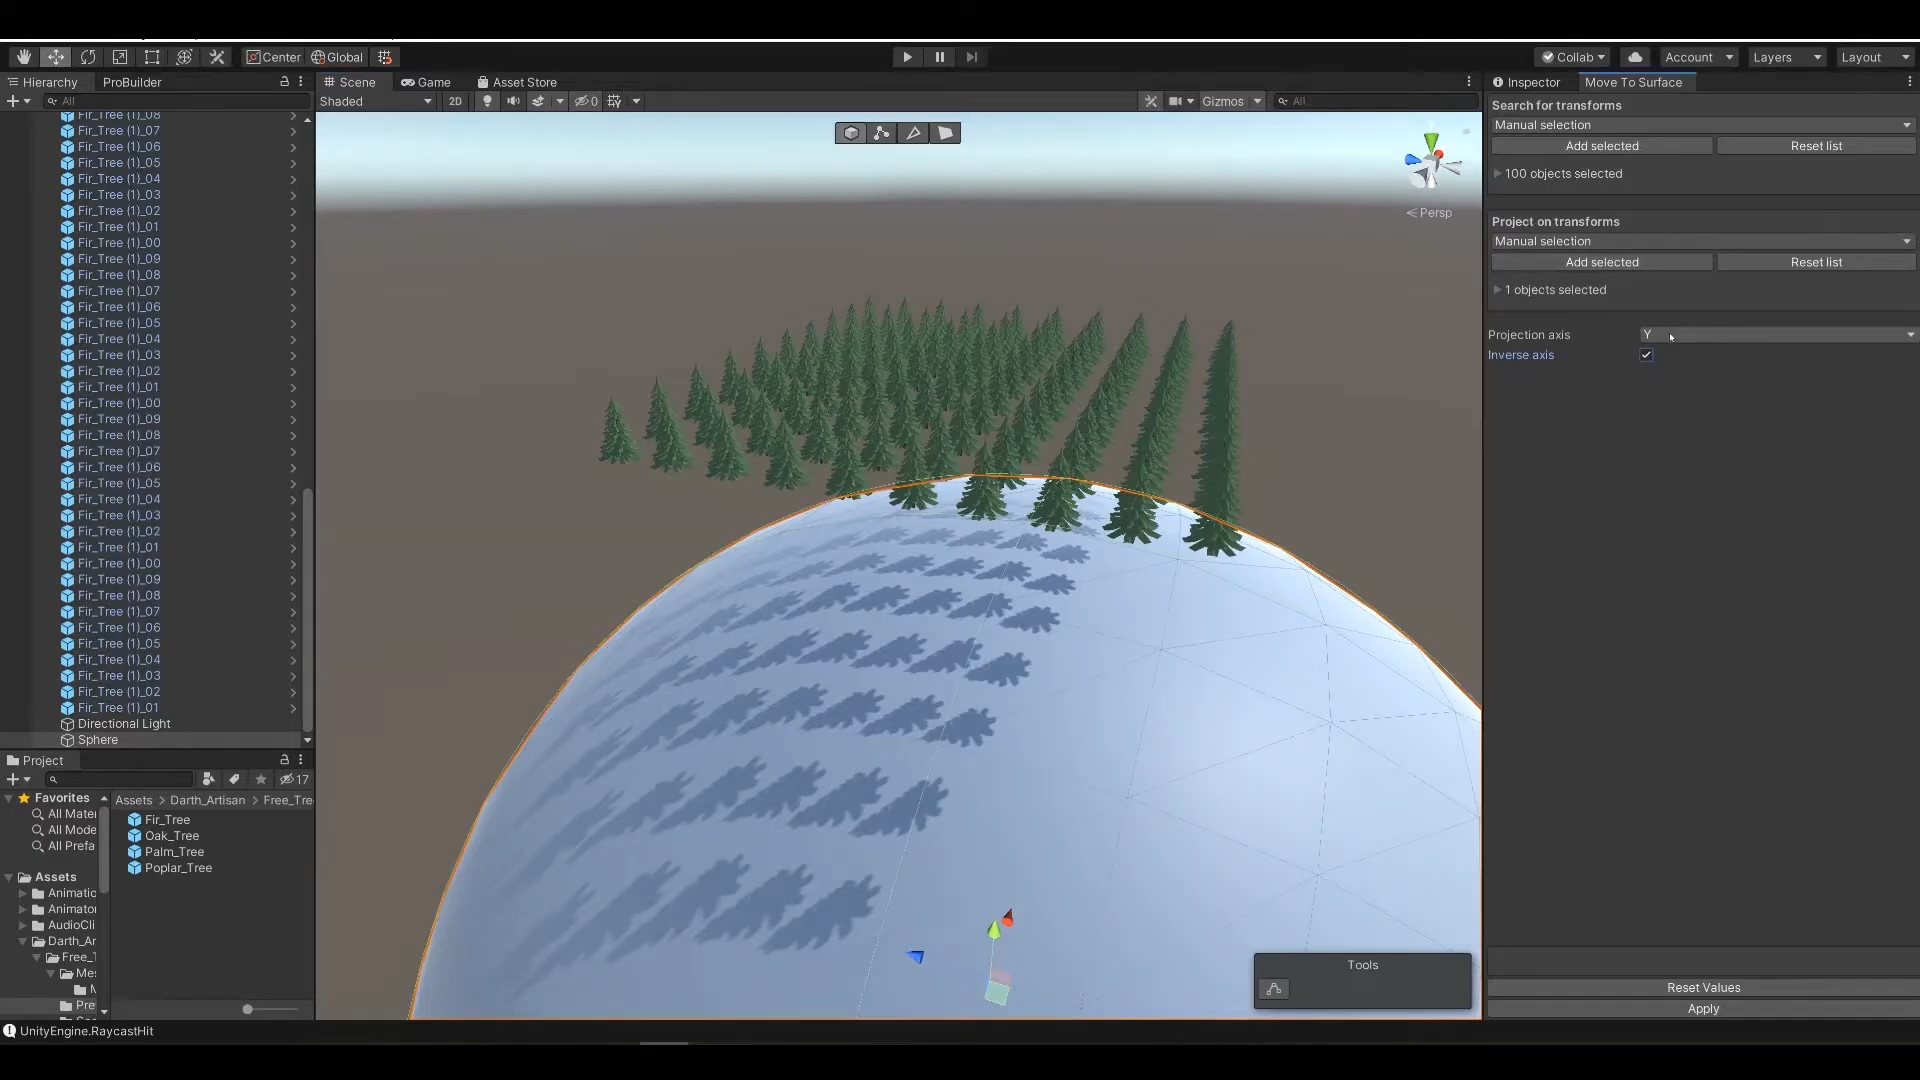 Center
Global
Collab
Account
Layers
Layout
Hierarchy
ProBuilder
Scene
Game
Asset Store
Inspector
Move To Surface
All
Shaded
2D
0
Gizmos
All
Fir_Tree (1)_08
Fir_Tree (1)_07
Fir_Tree (1)_06
Fir_Tree (1)_05
Fir_Tree (1)_04
Fir_Tree (1)_03
Fir_Tree (1)_02
Fir_Tree (1)_01
Fir_Tree (1)_00
Fir_Tree (1)_09
Fir_Tree (1)_08
Fir_Tree (1)_07
Fir_Tree (1)_06
Fir_Tree (1)_05
Fir_Tree (1)_04
Fir_Tree (1)_03
Fir_Tree (1)_02
Fir_Tree (1)_01
Fir_Tree (1)_00
Fir_Tree (1)_09
Fir_Tree (1)_08
Fir_Tree (1)_07
Fir_Tree (1)_06
Fir_Tree (1)_05
Fir_Tree (1)_04
Fir_Tree (1)_03
Fir_Tree (1)_02
Fir_Tree (1)_01
Fir_Tree (1)_00
Fir_Tree (1)_09
Fir_Tree (1)_08
Fir_Tree (1)_07
Fir_Tree (1)_06
Fir_Tree (1)_05
Fir_Tree (1)_04
Fir_Tree (1)_03
Fir_Tree (1)_02
Fir_Tree (1)_01
Directional Light
Sphere
Persp
Tools
Search for transforms
Manual selection
Add selected
Reset list
100 objects selected
Project on transforms
Manual selection
Add selected
Reset list
1 objects selected
Projection axis
Y
Inverse axis
Reset Values
Apply
Project
17
Favorites
All Mater
All Mode
All Prefa
Assets
Animatic
Animator
AudioCli
Darth_Ar
Free_T
Mes
Pre
Assets > Darth_Artisan > Free_Tre
Fir_Tree
Oak_Tree
Palm_Tree
Poplar_Tree
UnityEngine.RaycastHit